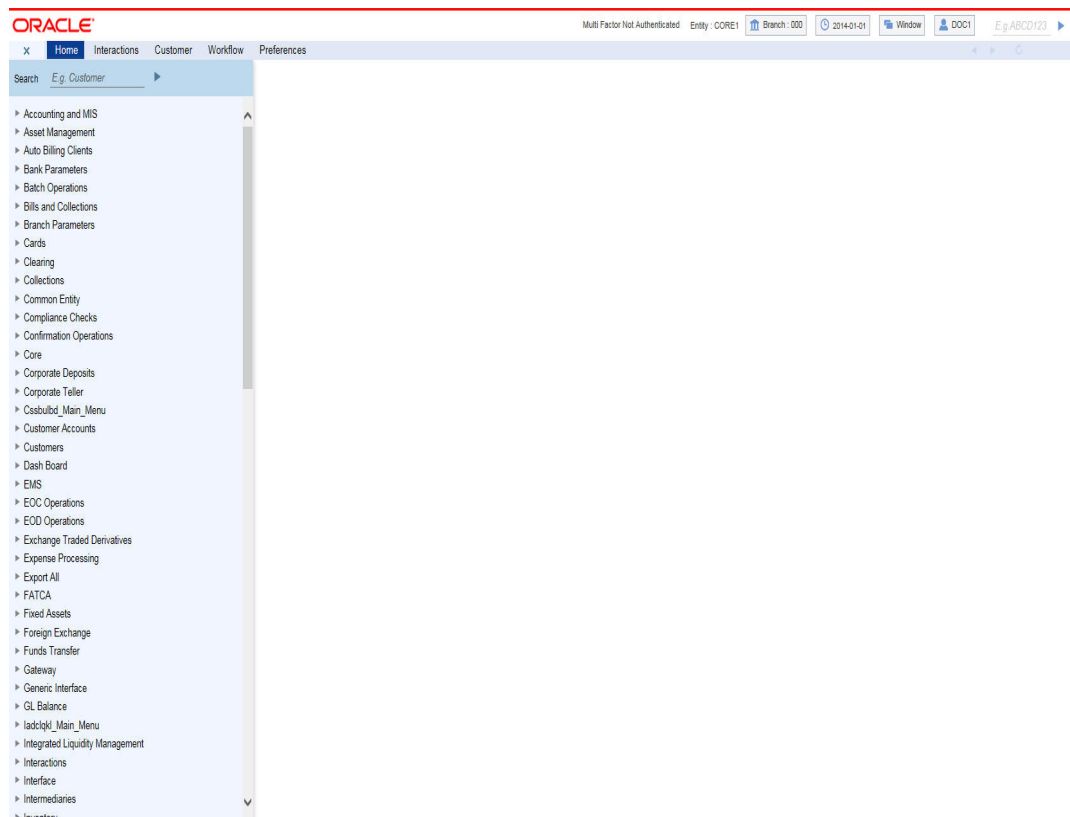 ORACLE
Multi Factor Not Authenticated Entity : CORE1 Branch : 000 2014-01-01 Window DOC1 E.g.ABCD123
X Home Interactions Customer Workflow Preferences
Search E.g. Customer
Accounting and MIS
Asset Management
Auto Billing Clients
Bank Parameters
Batch Operations
Bills and Collections
Branch Parameters
Cards
Clearing
Collections
Common Entity
Compliance Checks
Confirmation Operations
Core
Corporate Deposits
Corporate Teller
Cssbulbd_Main_Menu
Customer Accounts
Customers
Dash Board
EMS
EOC Operations
EOD Operations
Exchange Traded Derivatives
Expense Processing
Export All
FATCA
Fixed Assets
Foreign Exchange
Funds Transfer
Gateway
Generic Interface
GL Balance
Iadclqkl_Main_Menu
Integrated Liquidity Management
Interactions
Interface
Intermediaries
Inventory